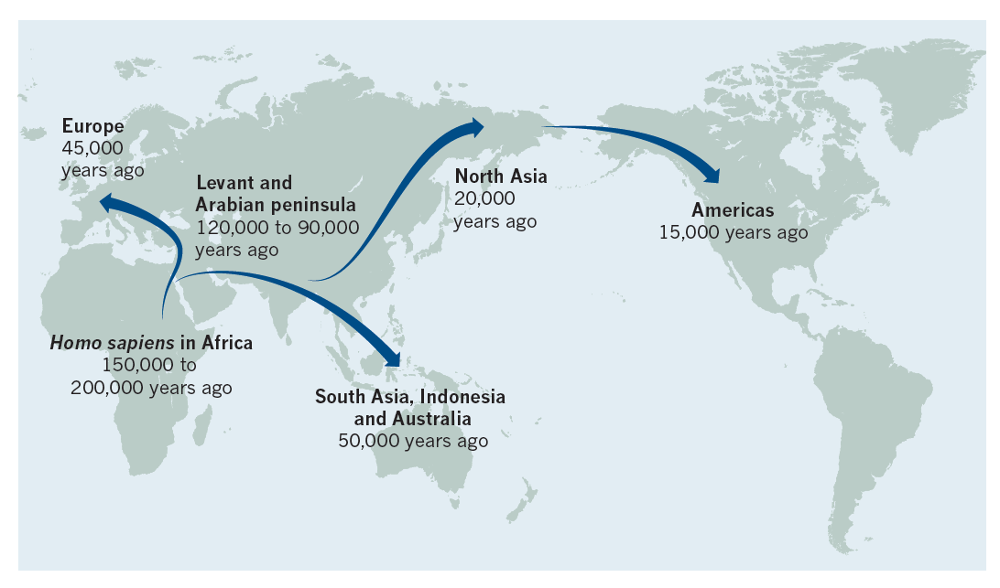 Europe
45,000
years ago
Levant and
Arabian peninsula
120,000 to 90,000
years ago
North Asia
20,000
years ago
Americas
15,000 years ago
Homo sapiens in Africa
150,000 to
200,000 years ago
South Asia, Indonesia
and Australia
50,000 years ago